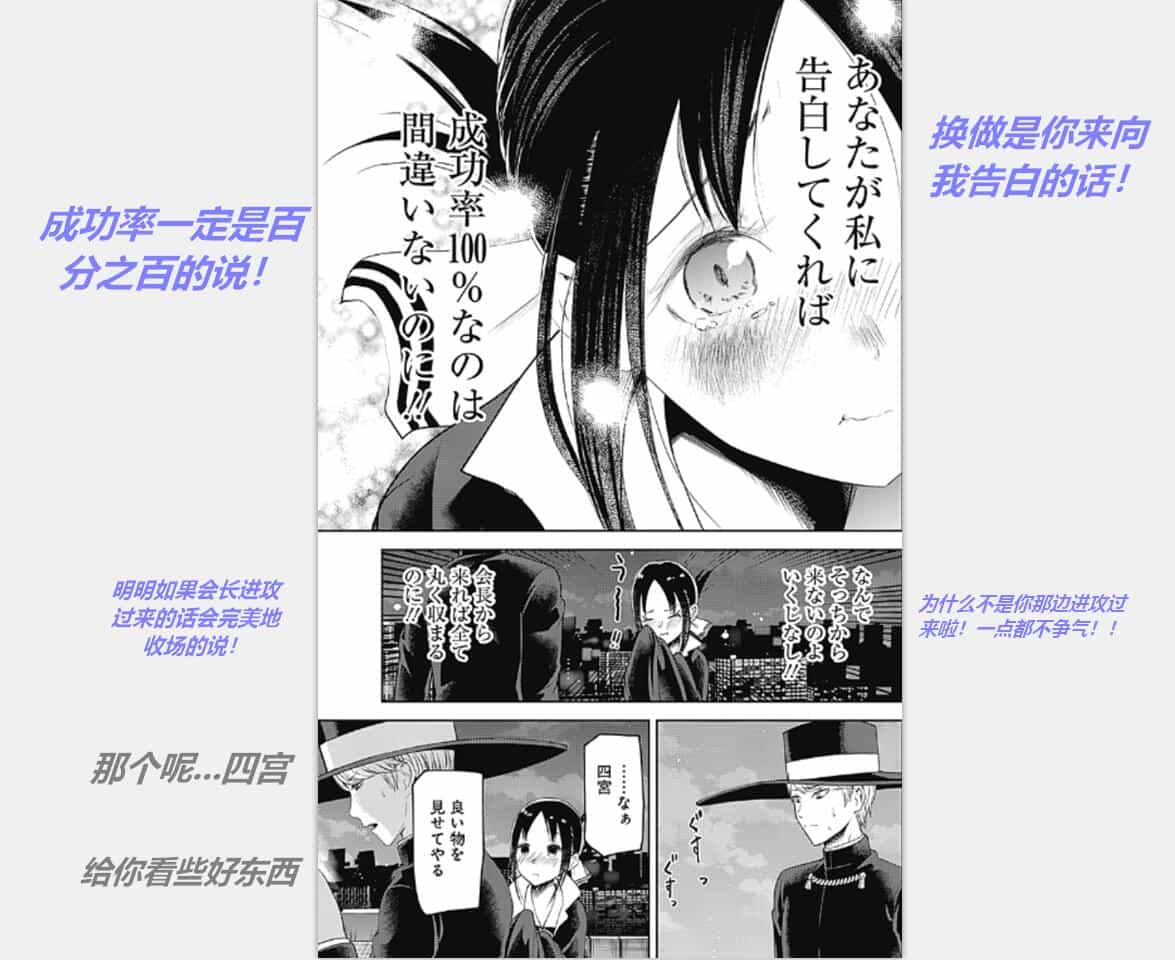 あなたが私に
告白してくれば
成功率100%なのは
間違いないのに!!
换做是你来向
我告白的话！
成功率一定是百
分之百的说！
なんで
そっちから
来ないのよ
いくじなし!!
う〜〜!!
会長から
来れば全て
丸く収まる
のに!!
为什么不是你那边进攻过
来啦！一点都不争气！！
明明如果会长进攻
过来的话会完美地
收场的说！
ぐすっ
ぐすっ
………なぁ
四宮
良い物を
見せてやる
那个呢...四宫
给你看些好东西